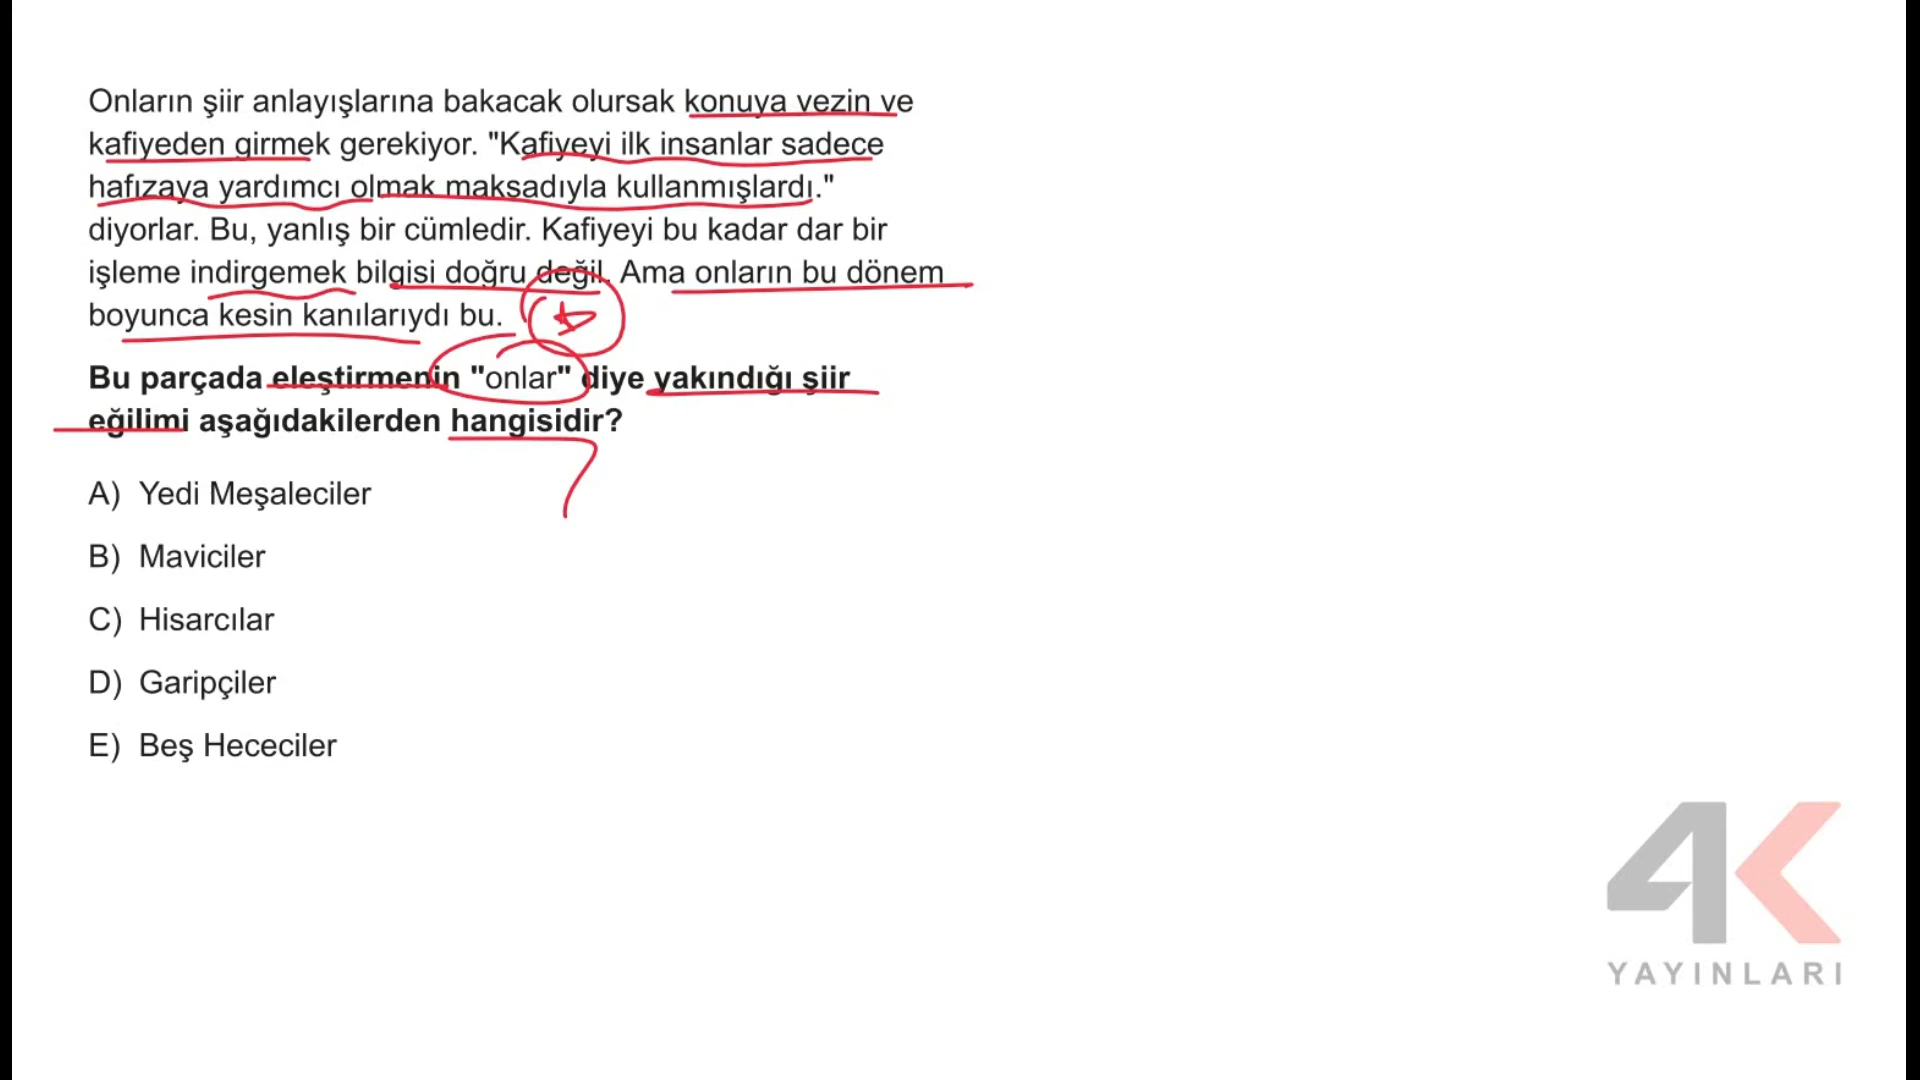 Onların şiir anlayışlarına bakacak olursak konuya vezin ve
kafiyeden girmek gerekiyor. "Kafiyeyi ilk insanlar sadece
hafızaya yardımcı olmak maksadıyla kullanmışlardı."
diyorlar. Bu, yanlış bir cümledir. Kafiyeyi bu kadar dar bir
işleme indirgemek bilgisi doğru değil. Ama onların bu dönem
boyunca kesin kanılarıydı bu.
Bu parçada eleştirmenin "onlar" diye yakındığı şiir
eğilimi aşağıdakilerden hangisidir?
A) Yedi Meşaleciler
B) Maviciler
C) Hisarcılar
D) Garipçiler
E) Beş Hececiler
4K
YAYINLARI